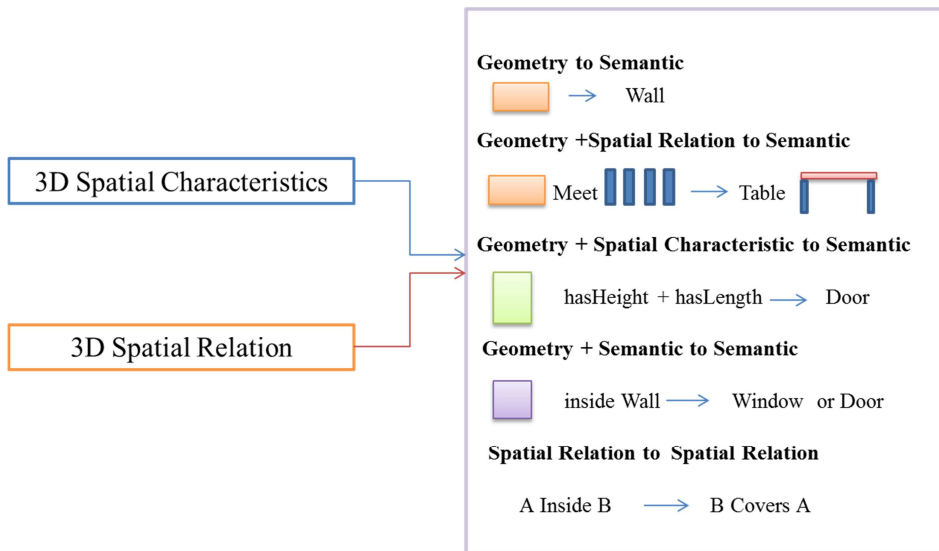 3D Spatial Characteristics
3D Spatial Relation
Geometry to Semantic
Wall
Geometry +Spatial Relation to Semantic
Meet Table
Geometry + Spatial Characteristic to Semantic
hasHeight + hasLength Door
Geometry + Semantic to Semantic
inside Wall Window or Door
Spatial Relation to Spatial Relation
A Inside B B Covers A